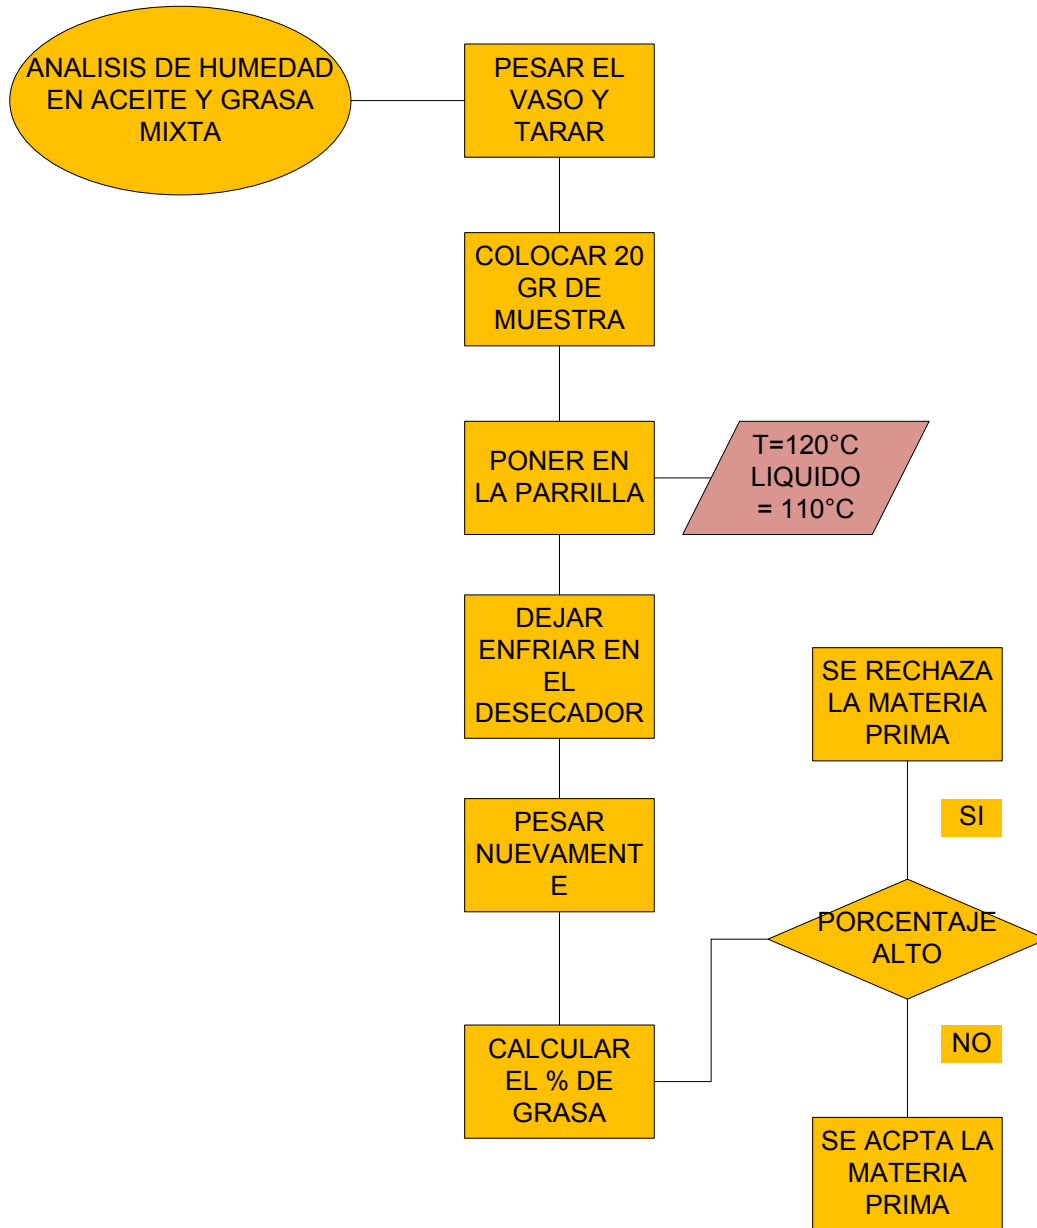 ANALISIS DE HUMEDAD
EN ACEITE Y GRASA
MIXTA
PESAR EL
VASO Y
TARAR
COLOCAR 20
GR DE
MUESTRA
PONER EN
LA PARRILLA
T=120°C
LIQUIDO
= 110°C
DEJAR
ENFRIAR EN
EL
DESECADOR
PESAR
NUEVAMENT
E
CALCULAR
EL % DE
GRASA
PORCENTAJE
ALTO
SI
SE RECHAZA
LA MATERIA
PRIMA
NO
SE ACPTA LA
MATERIA
PRIMA